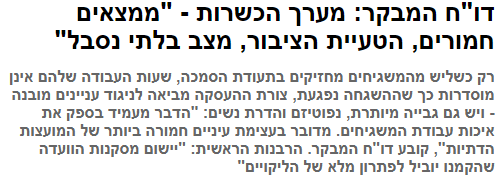 דו"ח המבקר: מערך הכשרות - "ממצאים
חמורים, הטעיית הציבור, מצב בלתי נסבל"
רק כשליש מהמשגיחים מחזיקים בתעודת הסמכה, שעות העבודה שלהם אינן
מוסדרות כך שההשגחה נפגעת, צורת ההעסקה מביאה לניגוד עניינים מובנה
- ויש גם גבייה מיותרת, נפוטיזם והדרת נשים: "הדבר מעמיד בספק את
איכות עבודת המשגיחים. מדובר בעצימת עיניים חמורה ביותר של המועצות
הדתיות", קובע דו"ח המבקר. הרבנות הראשית: "יישום מסקנות הוועדה
שהקמנו יוביל לפתרון מלא של הליקויים"